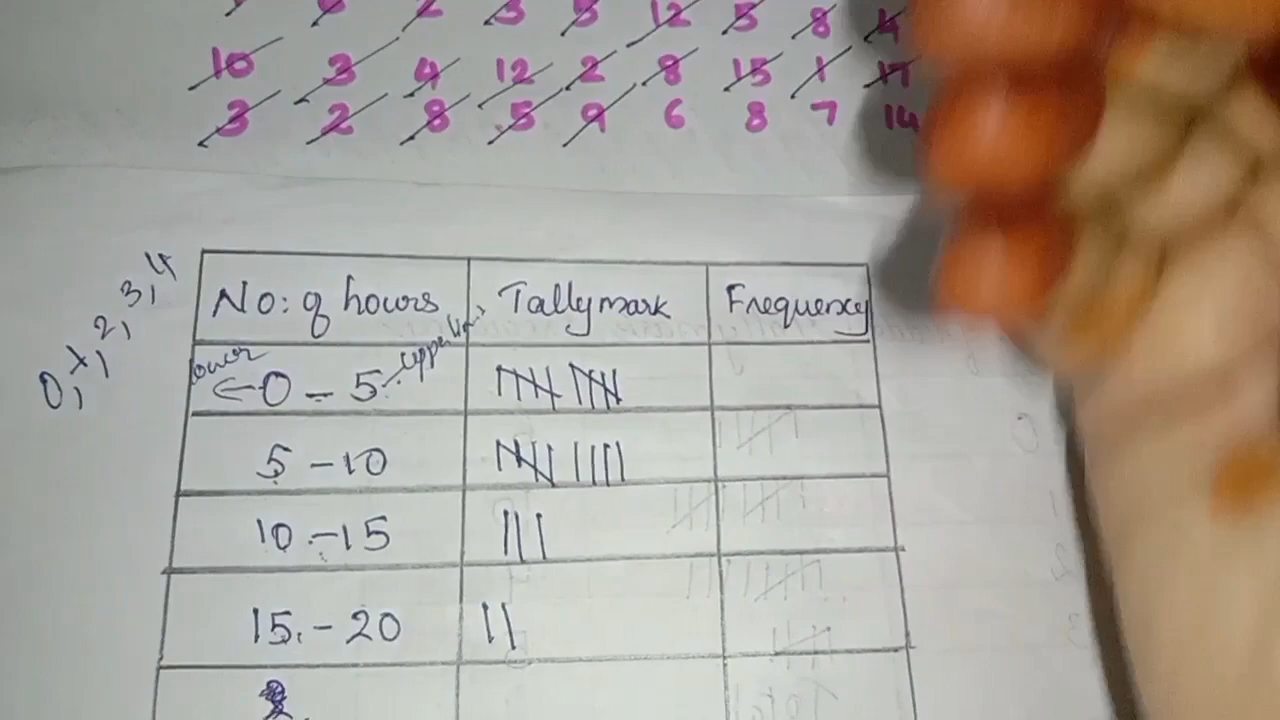 2 3 5 12 5 8 4
10 3 4 12 2 8 15 1 17
3 2 8 5 9 6 8 7 14
0, 1, 2, 3, 4
No: of hours Tallymark Frequency
lower upper limit
←0 - 5
5 - 10
10 - 15
15 - 20